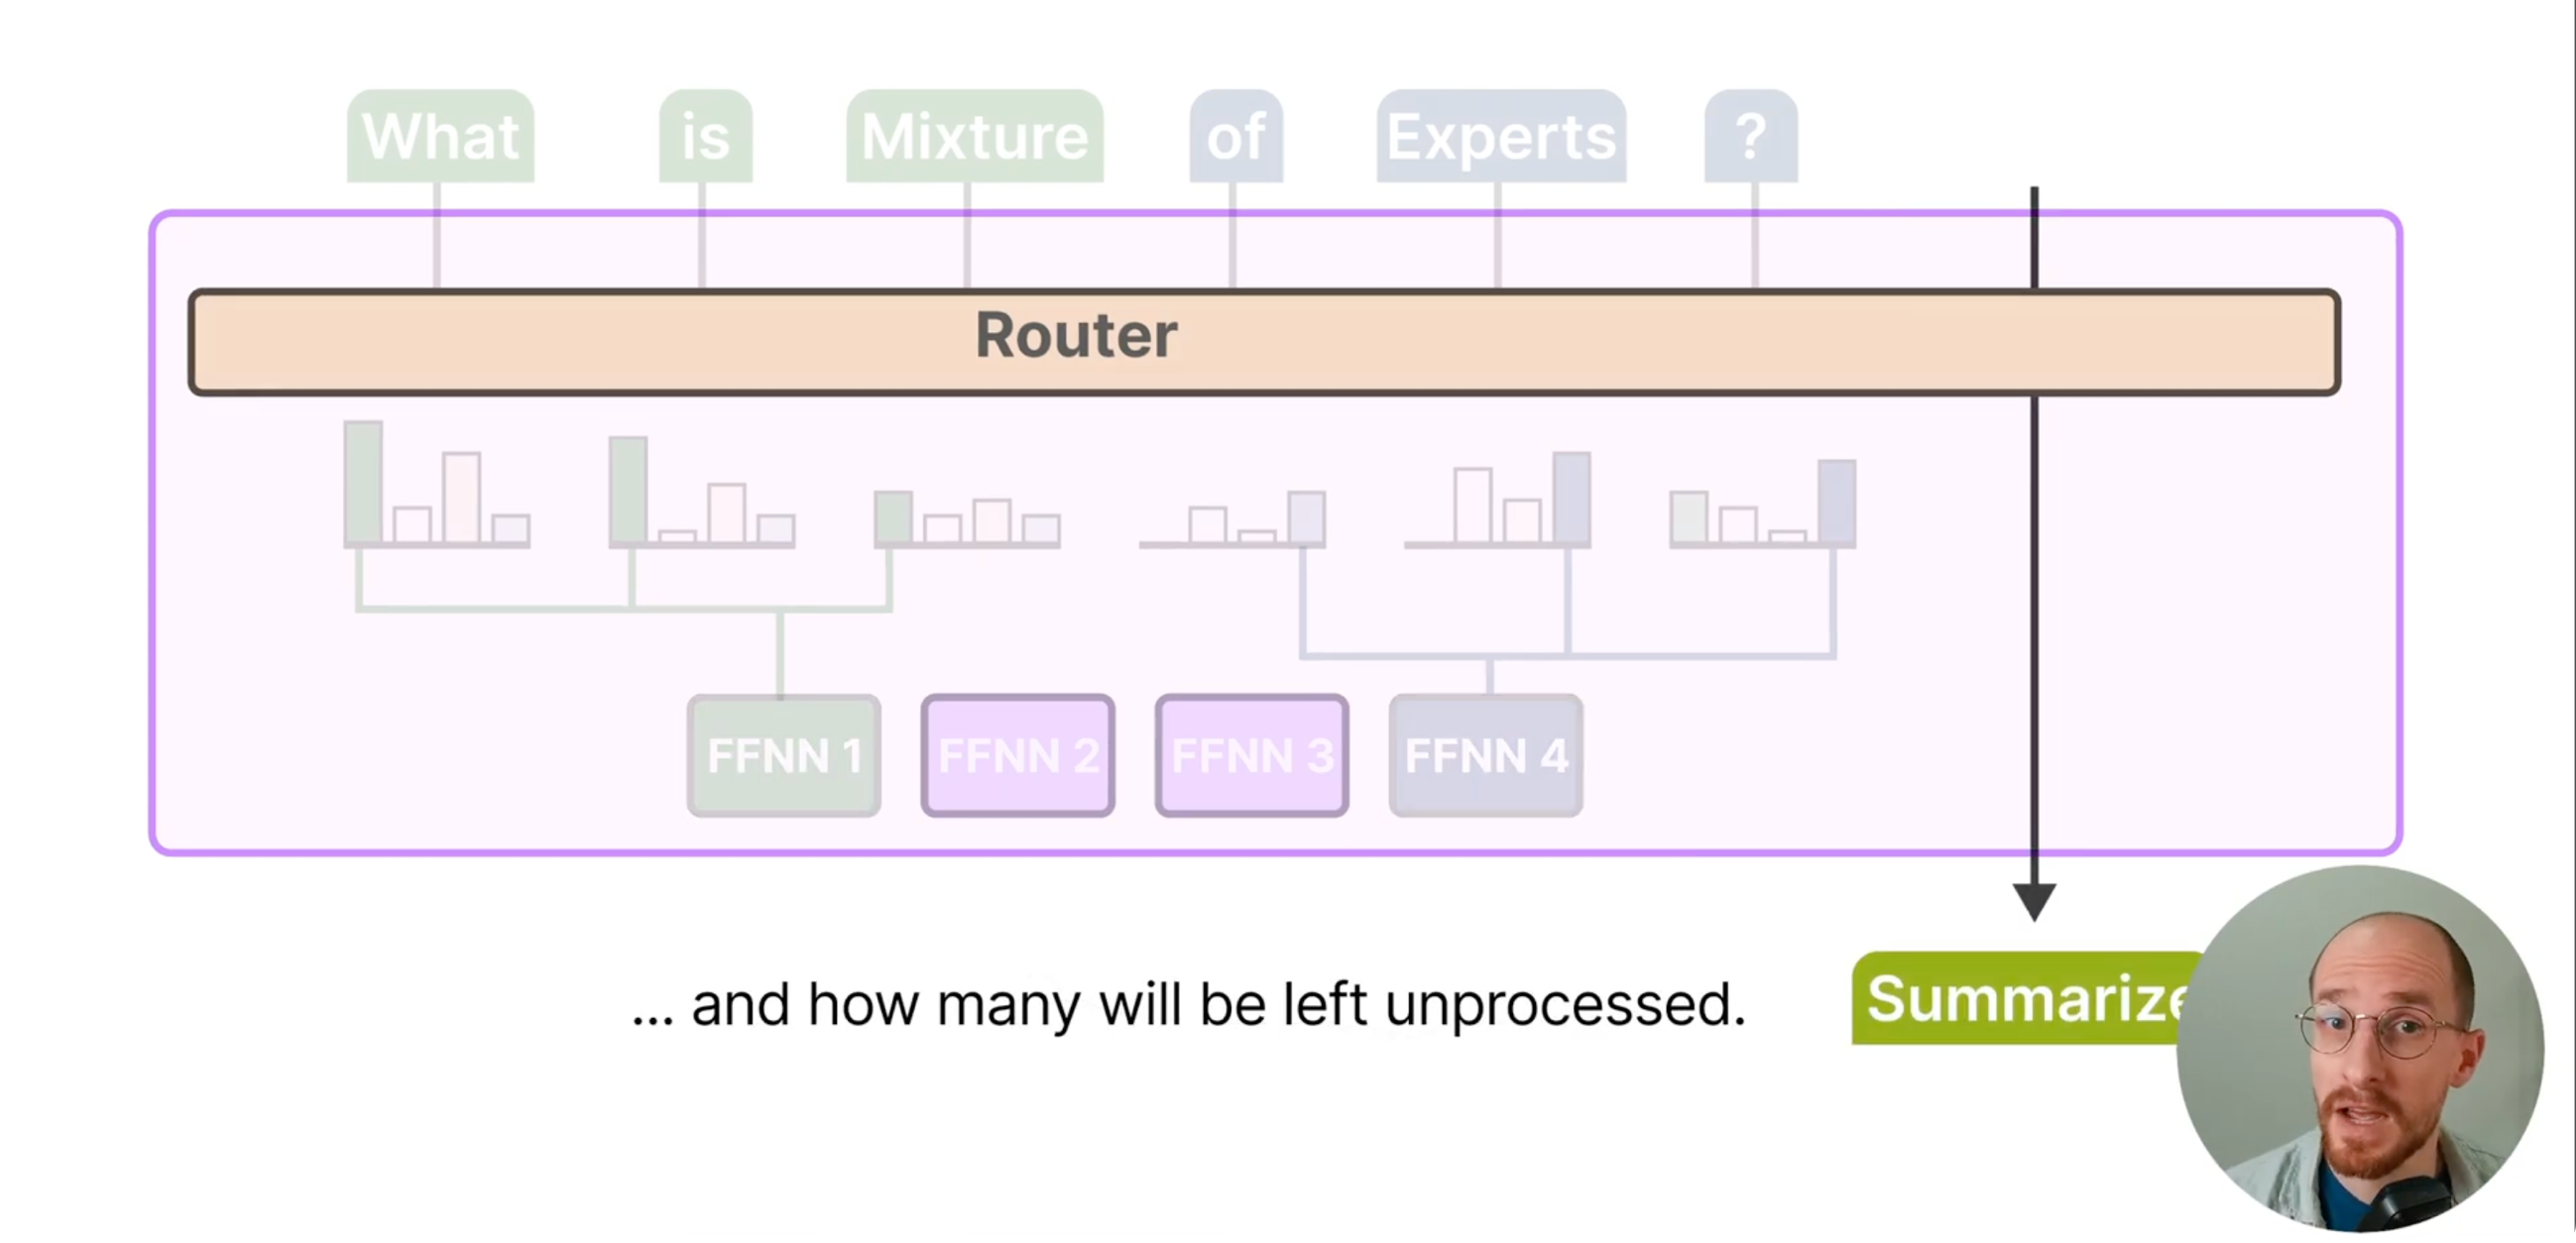 What is Mixture of Experts ?
Router
FFNN 1 FFNN 2 FFNN 3 FFNN 4
... and how many will be left unprocessed.
Summarize